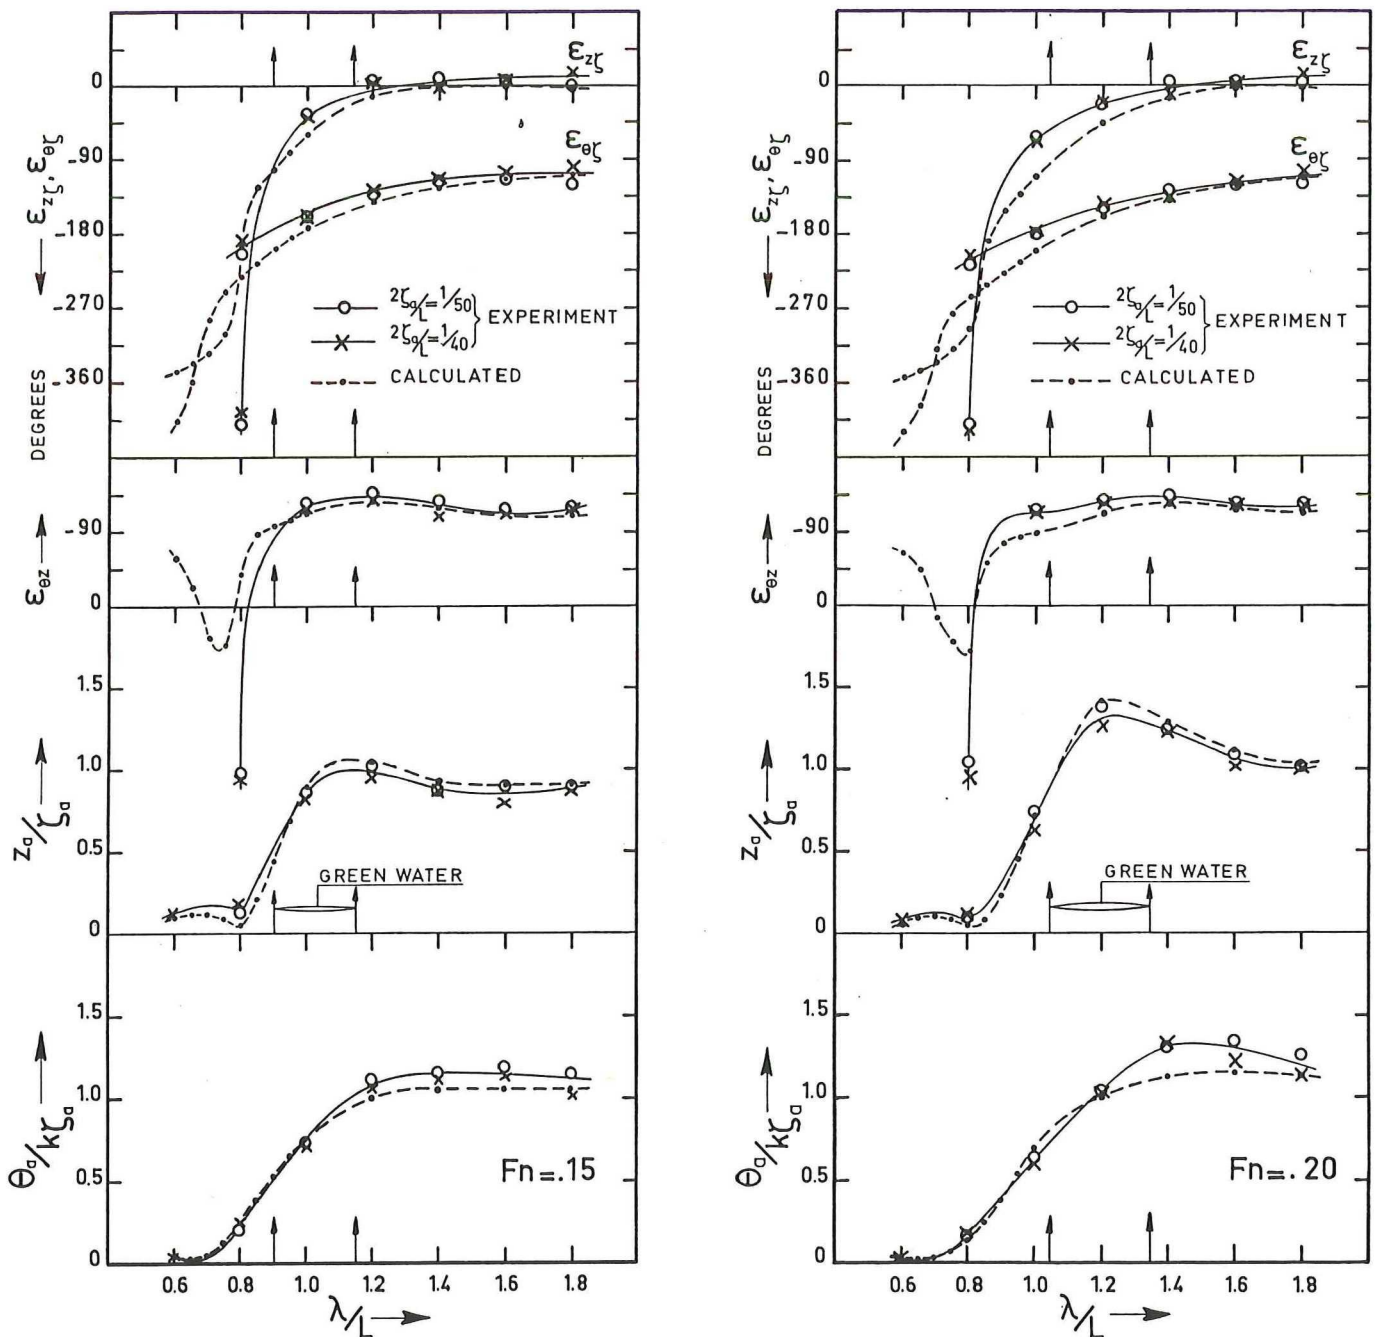 0
-90
-180
-270
-360
DEGREES
ε_zζ, ε_θζ
ε_zζ
ε_θζ
2ζa/L = 1/50
2ζa/L = 1/40
} EXPERIMENT
CALCULATED
-90
0
ε_θz
1.5
1.0
0.5
0
z_a/ζ_a
GREEN WATER
1.5
1.0
0.5
0
θ_a/kζ_a
Fn=.15
0.6 0.8 1.0 1.2 1.4 1.6 1.8
λ/L
0
-90
-180
-270
-360
DEGREES
ε_zζ, ε_θζ
ε_zζ
ε_θζ
2ζa/L = 1/50
2ζa/L = 1/40
} EXPERIMENT
CALCULATED
-90
0
ε_θz
1.5
1.0
0.5
0
z_a/ζ_a
GREEN WATER
1.5
1.0
0.5
0
θ_a/kζ_a
Fn=.20
0.6 0.8 1.0 1.2 1.4 1.6 1.8
λ/L